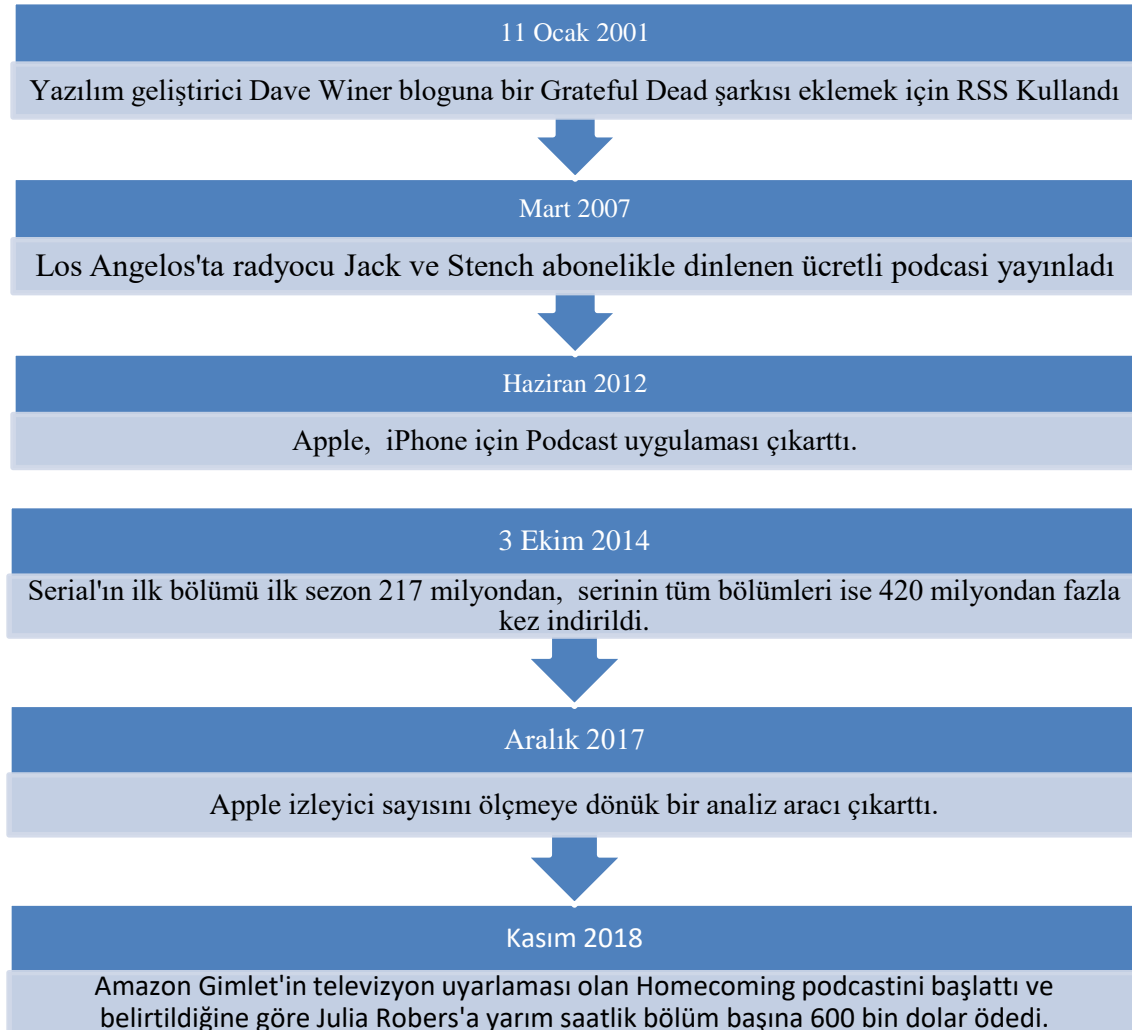 11 Ocak 2001
Yazılım geliştirici Dave Winer bloguna bir Grateful Dead şarkısı eklemek için RSS Kullandı
Mart 2007
Los Angelos'ta radyocu Jack ve Stench abonelikle dinlenen ücretli podcasi yayınladı
Haziran 2012
Apple, iPhone için Podcast uygulaması çıkarttı.
3 Ekim 2014
Serial'ın ilk bölümü ilk sezon 217 milyondan, serinin tüm bölümleri ise 420 milyondan fazla
kez indirildi.
Aralık 2017
Apple izleyici sayısını ölçmeye dönük bir analiz aracı çıkarttı.
Kasım 2018
Amazon Gimlet'in televizyon uyarlaması olan Homecoming podcastini başlattı ve
belirtildiğine göre Julia Robers'a yarım saatlik bölüm başına 600 bin dolar ödedi.